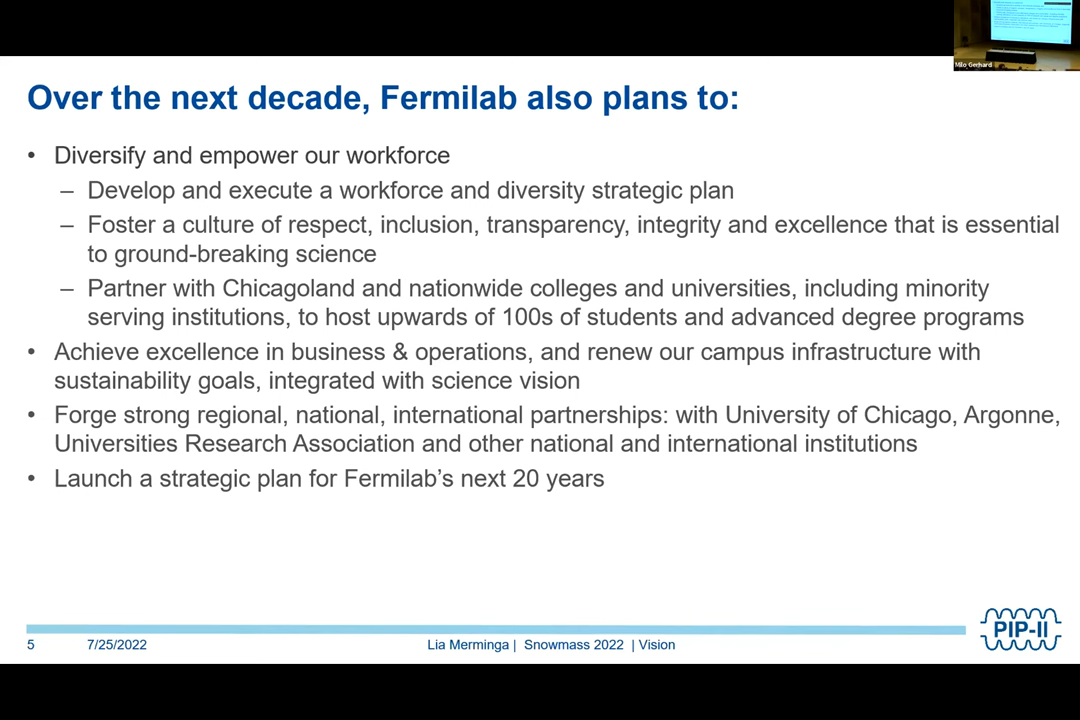 Milo Gerhard
Over the next decade, Fermilab also plans to:
• Diversify and empower our workforce
– Develop and execute a workforce and diversity strategic plan
– Foster a culture of respect, inclusion, transparency, integrity and excellence that is essential
to ground-breaking science
– Partner with Chicagoland and nationwide colleges and universities, including minority
serving institutions, to host upwards of 100s of students and advanced degree programs
• Achieve excellence in business & operations, and renew our campus infrastructure with
sustainability goals, integrated with science vision
• Forge strong regional, national, international partnerships: with University of Chicago, Argonne,
Universities Research Association and other national and international institutions
• Launch a strategic plan for Fermilab’s next 20 years
5 7/25/2022 Lia Merminga | Snowmass 2022 | Vision
PIP-II